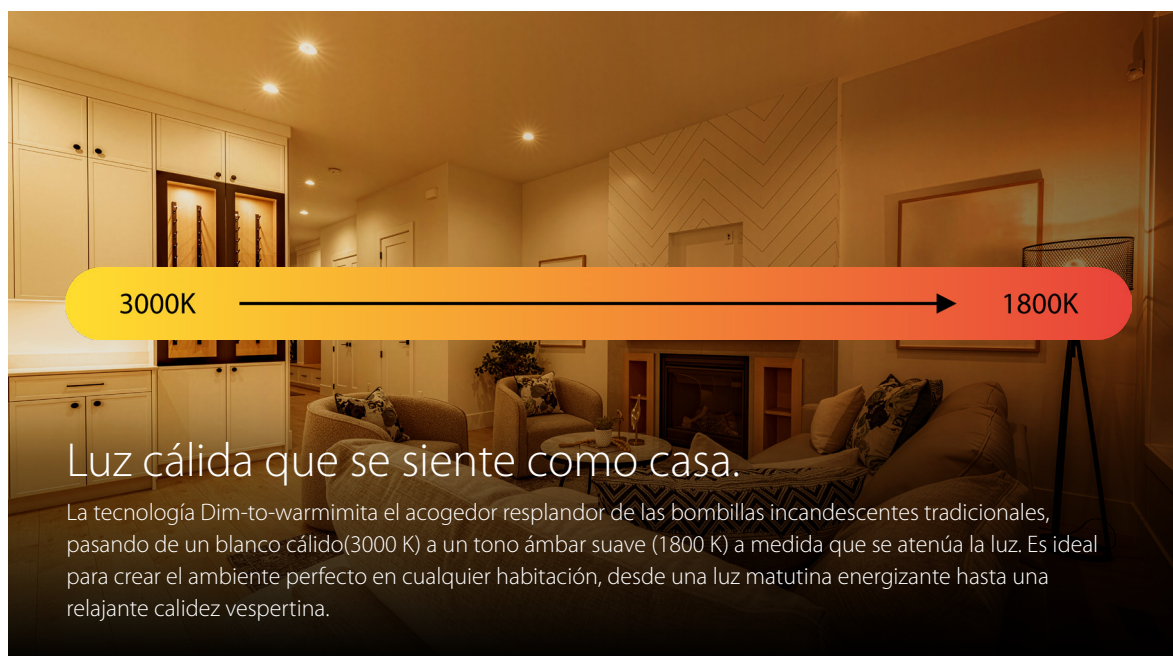 3000K 1800K
Luz cálida que se siente como casa.
La tecnología Dim-to-warmimita el acogedor resplandor de las bombillas incandescentes tradicionales,
pasando de un blanco cálido(3000 K) a un tono ámbar suave (1800 K) a medida que se atenúa la luz. Es ideal
para crear el ambiente perfecto en cualquier habitación, desde una luz matutina energizante hasta una
relajante calidez vespertina.